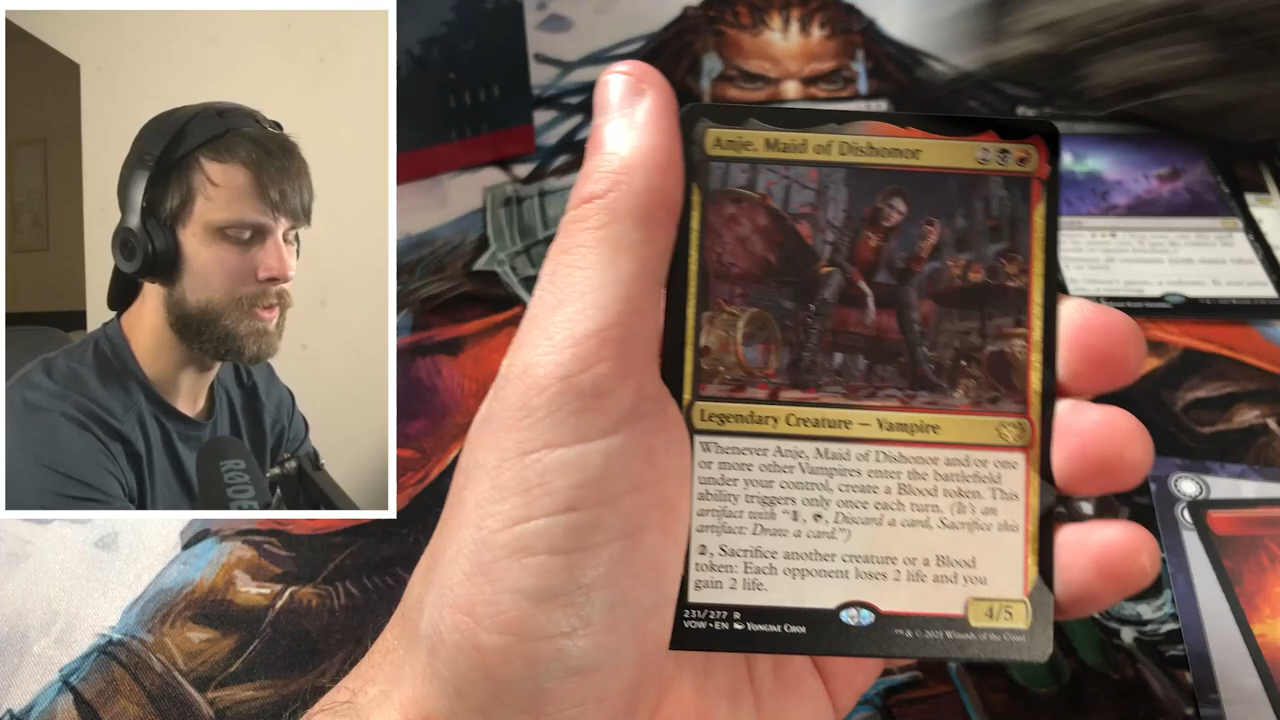 RØDE
Anje, Maid of Dishonor
Legendary Creature — Vampire
Whenever Anje, Maid of Dishonor and/or one
or more other Vampires enter the battlefield
under your control, create a Blood token. This
ability triggers only once each turn. (It's an
artifact with "1, , Discard a card, Sacrifice this
artifact: Draw a card.")
2, Sacrifice another creature or a Blood
token: Each opponent loses 2 life and you
gain 2 life.
4/5
231/277 R
VOW • EN Yongjae Choi
™ & © 2021 Wizards of the Coast